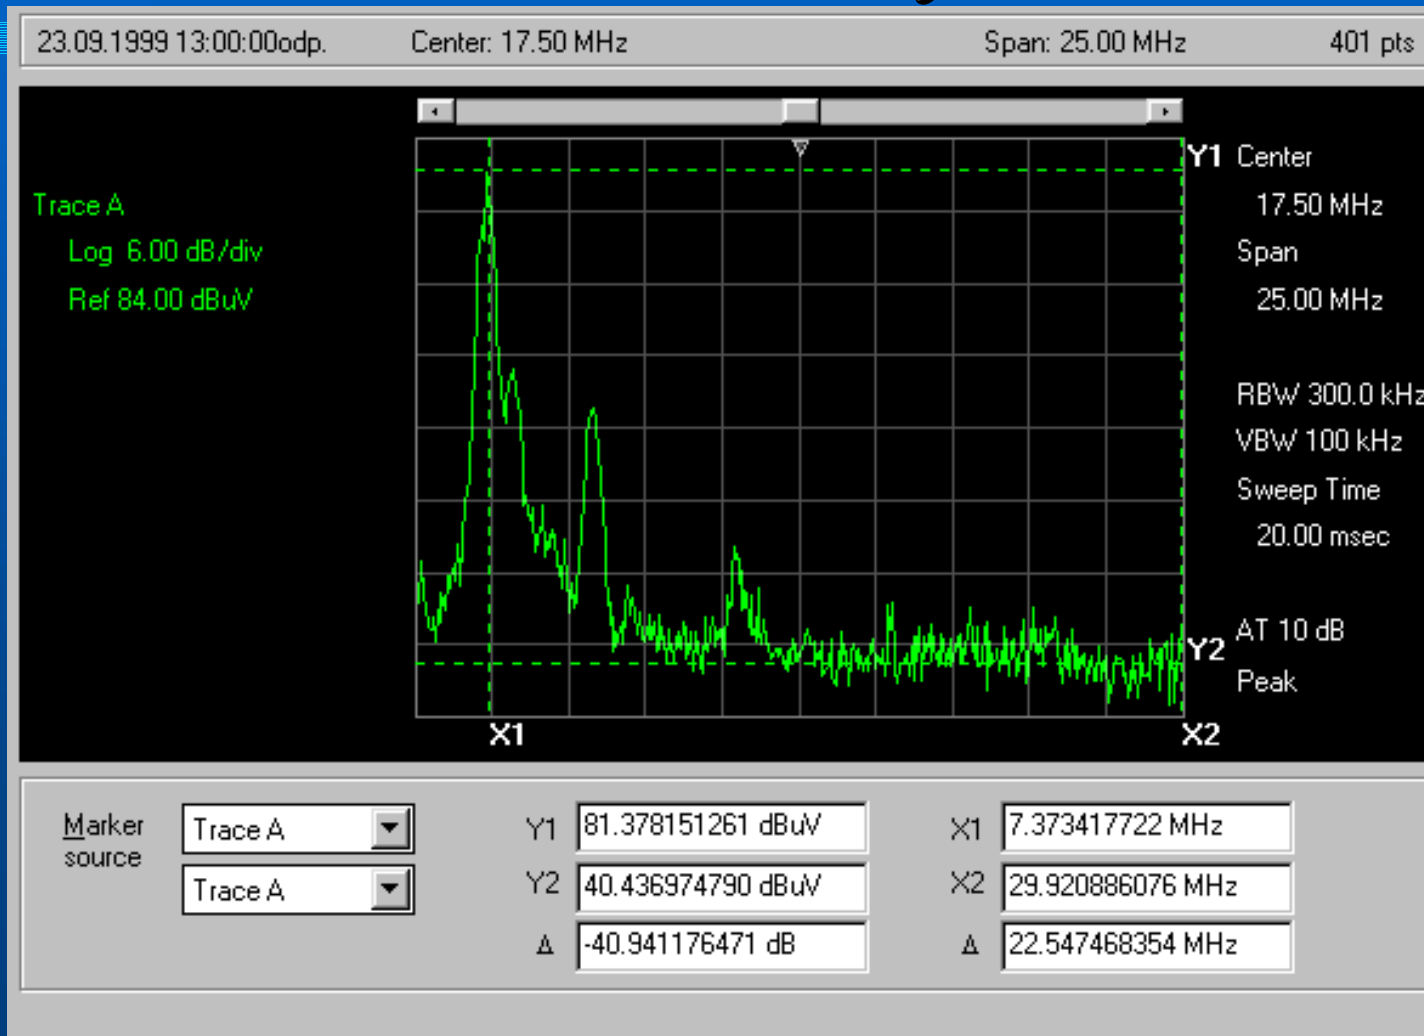 23.09.1999 13:00:00odp. Center: 17.50 MHz Span: 25.00 MHz 401 pts
Trace A
Log 6.00 dB/div
Ref 84.00 dBuV
Y1
Y2
X1
X2
Center
17.50 MHz
Span
25.00 MHz
RBW 300.0 kHz
VBW 100 kHz
Sweep Time
20.00 msec
AT 10 dB
Peak
Marker
source
Trace A
Trace A
Y1 81.378151261 dBuV
Y2 40.436974790 dBuV
Δ -40.941176471 dB
X1 7.373417722 MHz
X2 29.920886076 MHz
Δ 22.547468354 MHz